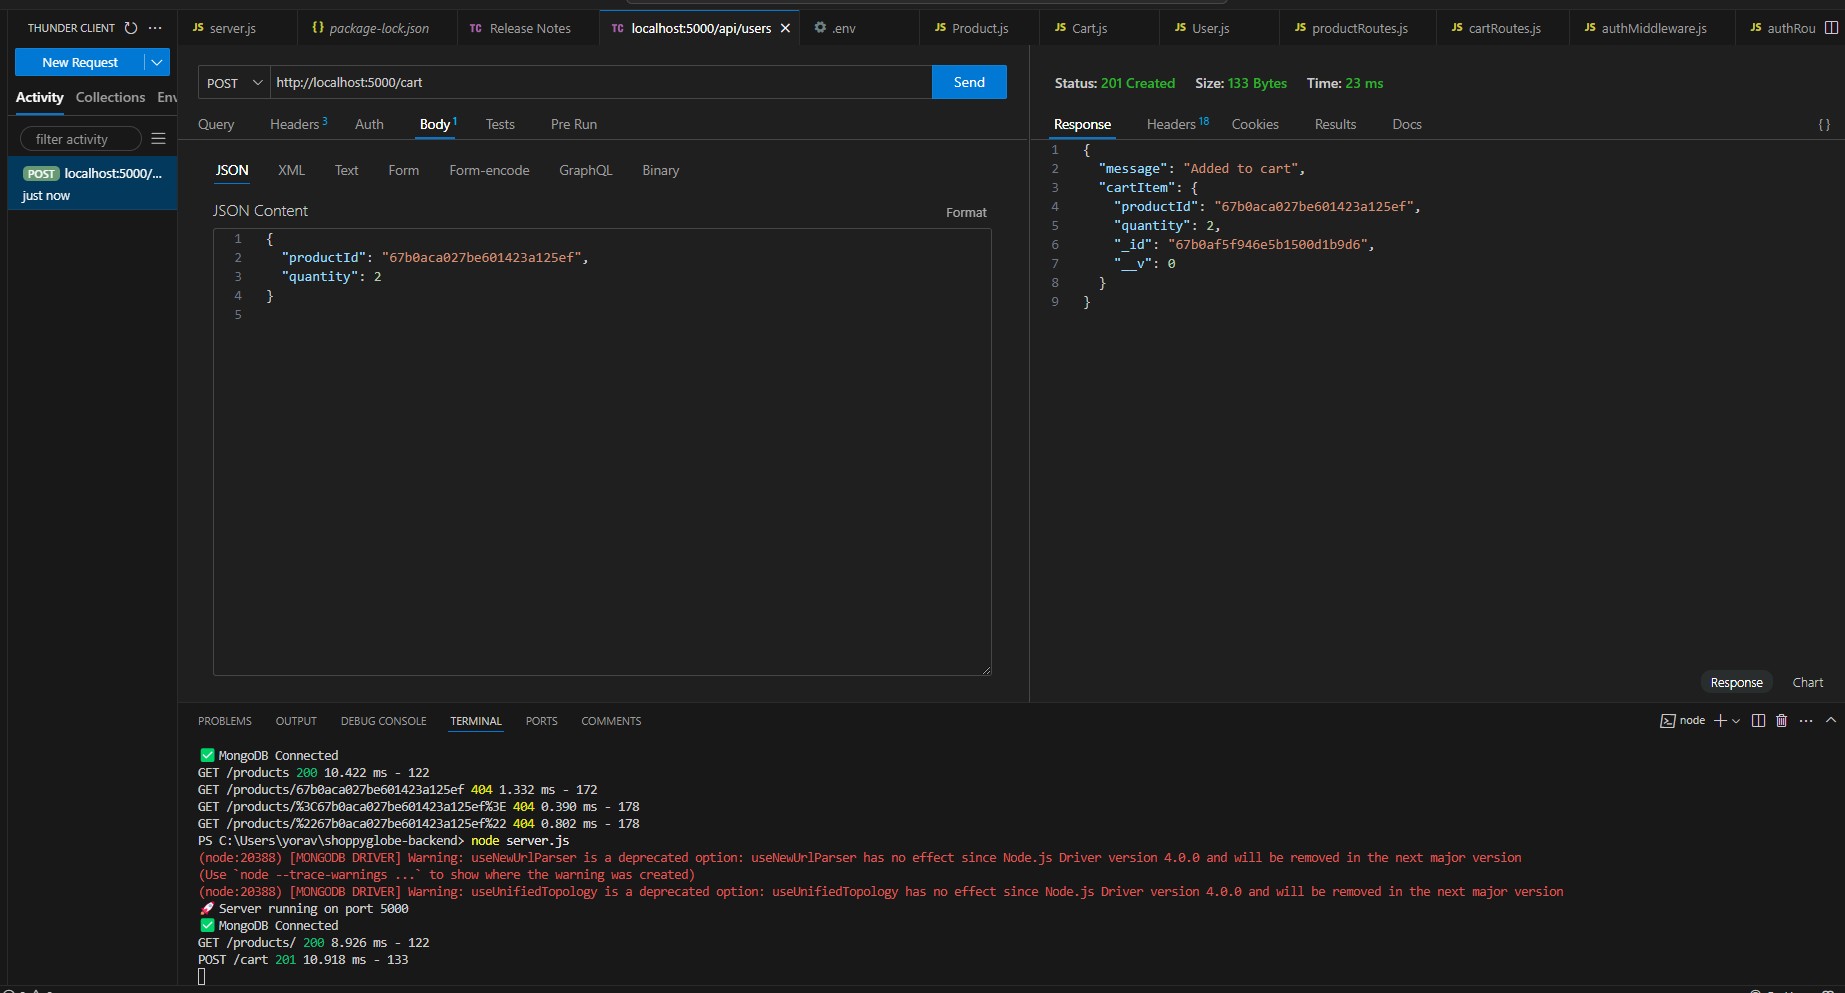 THUNDER CLIENT
server.js
package-lock.json
Release Notes
localhost:5000/api/users
.env
Product.js
Cart.js
User.js
productRoutes.js
cartRoutes.js
authMiddleware.js
authRou
New Request
Activity Collections Env
filter activity
POST localhost:5000/...
just now
POST http://localhost:5000/cart Send
Query Headers 3 Auth Body 1 Tests Pre Run
JSON XML Text Form Form-encode GraphQL Binary
JSON Content Format
1 {
2 "productId": "67b0aca027be601423a125ef",
3 "quantity": 2
4 }
5
Status: 201 Created Size: 133 Bytes Time: 23 ms
Response Headers 18 Cookies Results Docs { }
1 {
2 "message": "Added to cart",
3 "cartItem": {
4 "productId": "67b0aca027be601423a125ef",
5 "quantity": 2,
6 "_id": "67b0af5f946e5b1500d1b9d6",
7 "__v": 0
8 }
9 }
Response Chart
PROBLEMS OUTPUT DEBUG CONSOLE TERMINAL PORTS COMMENTS
node
✅ MongoDB Connected
GET /products 200 10.422 ms - 122
GET /products/67b0aca027be601423a125ef 404 1.332 ms - 172
GET /products/%3C67b0aca027be601423a125ef%3E 404 0.390 ms - 178
GET /products/%2267b0aca027be601423a125ef%22 404 0.802 ms - 178
PS C:\Users\yorav\shoppyglobe-backend> node server.js
(node:20388) [MONGODB DRIVER] Warning: useNewUrlParser is a deprecated option: useNewUrlParser has no effect since Node.js Driver version 4.0.0 and will be removed in the next major version
(Use `node --trace-warnings ...` to show where the warning was created)
(node:20388) [MONGODB DRIVER] Warning: useUnifiedTopology is a deprecated option: useUnifiedTopology has no effect since Node.js Driver version 4.0.0 and will be removed in the next major version
🚀 Server running on port 5000
✅ MongoDB Connected
GET /products/ 200 8.926 ms - 122
POST /cart 201 10.918 ms - 133